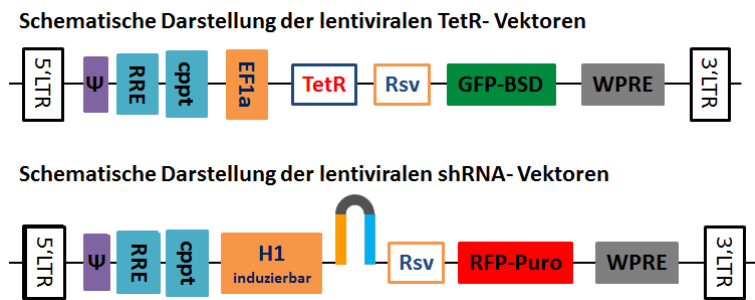 Schematische Darstellung der lentiviralen TetR- Vektoren
5'LTR
Ψ
RRE
cppt
EF1a
TetR
Rsv
GFP-BSD
WPRE
3'LTR
Schematische Darstellung der lentiviralen shRNA- Vektoren
5'LTR
Ψ
RRE
cppt
H1
induzierbar
Rsv
RFP-Puro
WPRE
3'LTR